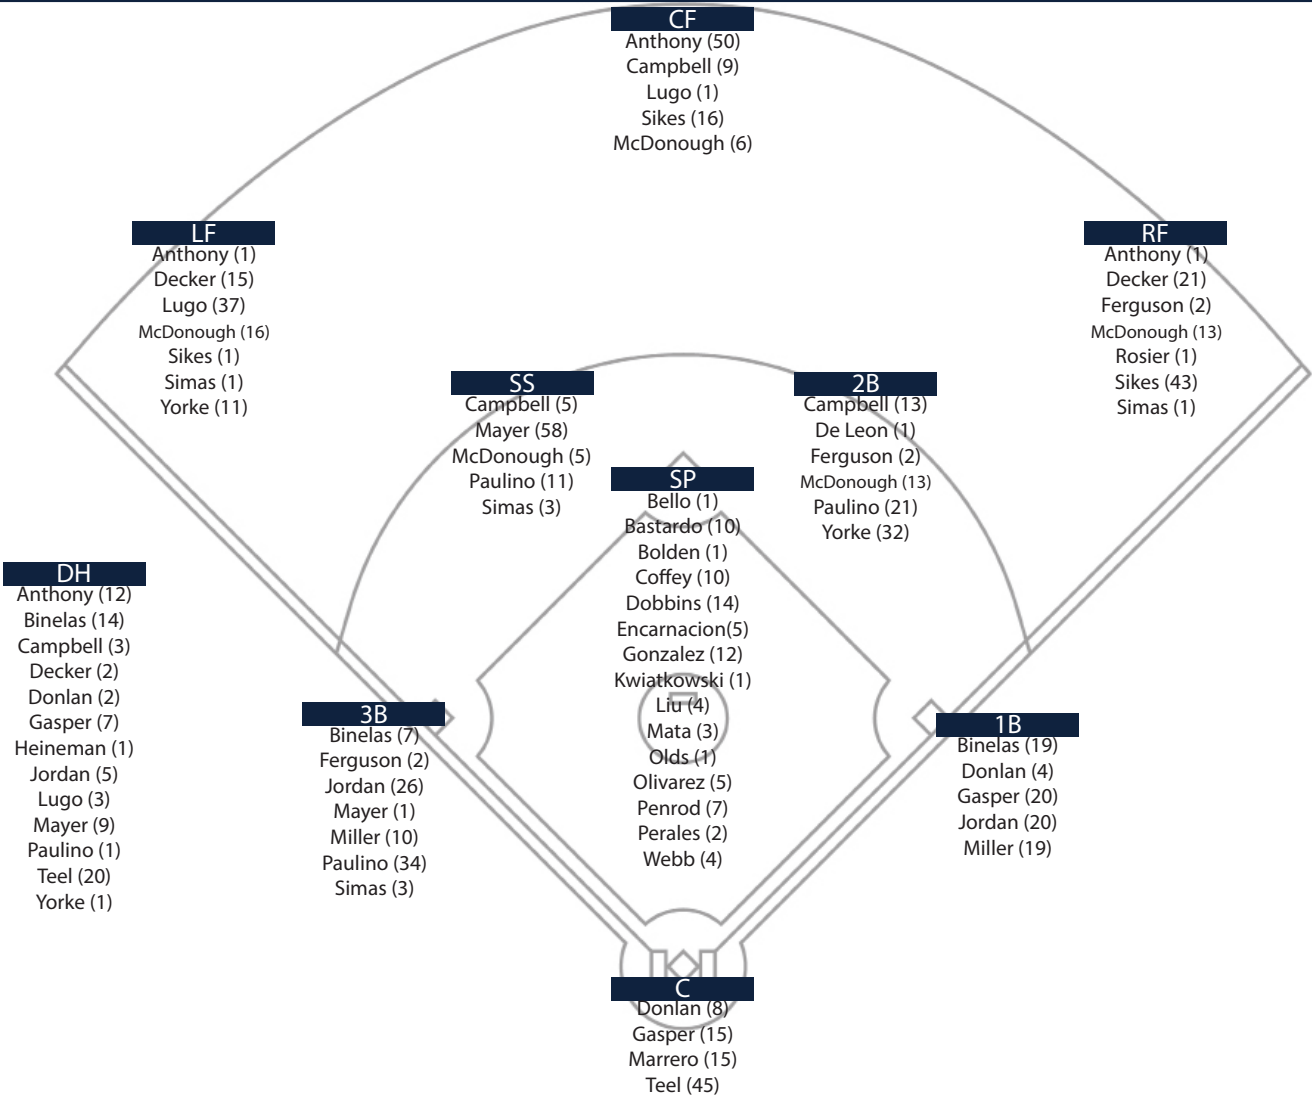 CF
Anthony (50)
Campbell (9)
Lugo (1)
Sikes (16)
McDonough (6)
LF
Anthony (1)
Decker (15)
Lugo (37)
McDonough (16)
Sikes (1)
Simas (1)
Yorke (11)
RF
Anthony (1)
Decker (21)
Ferguson (2)
McDonough (13)
Rosier (1)
Sikes (43)
Simas (1)
SS
Campbell (5)
Mayer (58)
McDonough (5)
Paulino (11)
Simas (3)
2B
Campbell (13)
De Leon (1)
Ferguson (2)
McDonough (13)
Paulino (21)
Yorke (32)
SP
Bello (1)
Bastardo (10)
Bolden (1)
Coffey (10)
Dobbins (14)
Encarnacion(5)
Gonzalez (12)
Kwiatkowski (1)
Liu (4)
Mata (3)
Olds (1)
Olivarez (5)
Penrod (7)
Perales (2)
Webb (4)
DH
Anthony (12)
Binelas (14)
Campbell (3)
Decker (2)
Donlan (2)
Gasper (7)
Heineman (1)
Jordan (5)
Lugo (3)
Mayer (9)
Paulino (1)
Teel (20)
Yorke (1)
3B
Binelas (7)
Ferguson (2)
Jordan (26)
Mayer (1)
Miller (10)
Paulino (34)
Simas (3)
1B
Binelas (19)
Donlan (4)
Gasper (20)
Jordan (20)
Miller (19)
C
Donlan (8)
Gasper (15)
Marrero (15)
Teel (45)